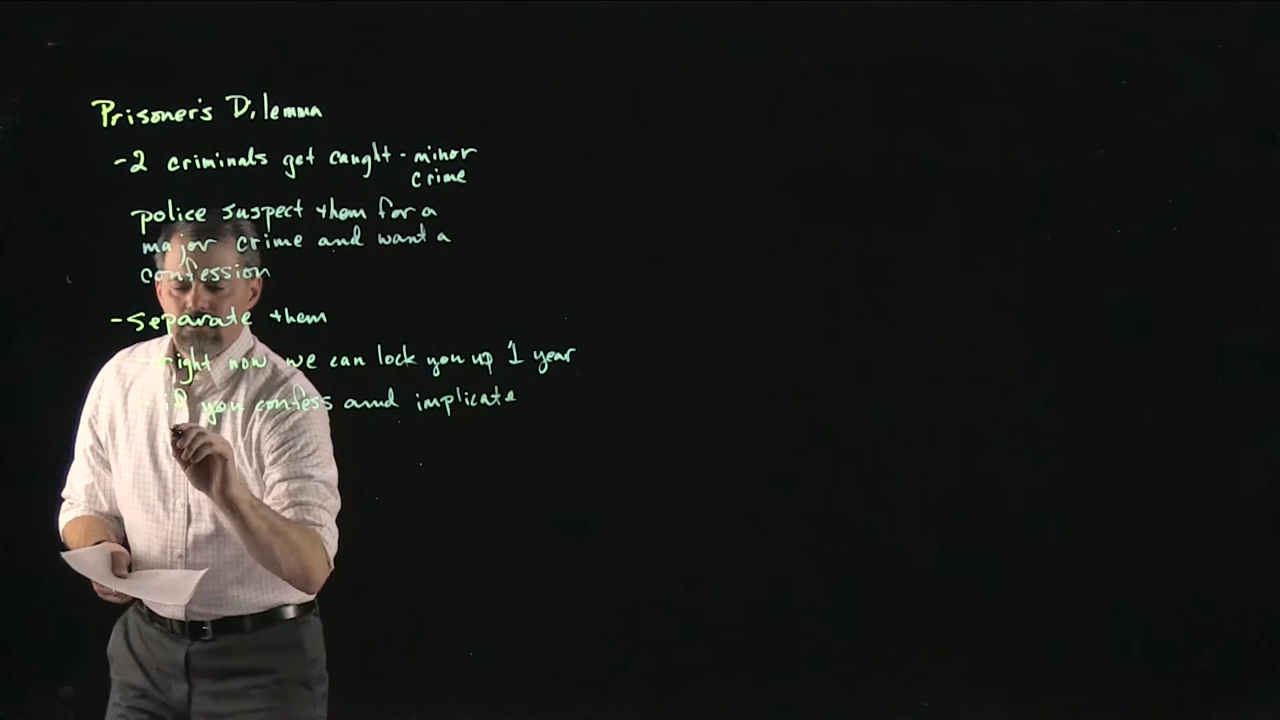 Prisoner's Dilemma
- 2 criminals get caught - minor
crime
police suspect them for a
major crime and want a
confession
- separate them
- right now we can lock you up 1 year
- if you confess and implicate